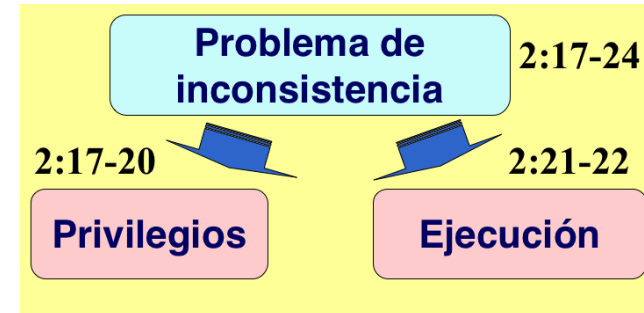 Problema de
inconsistencia
2:17-24
2:17-20
2:21-22
Privilegios
Ejecución